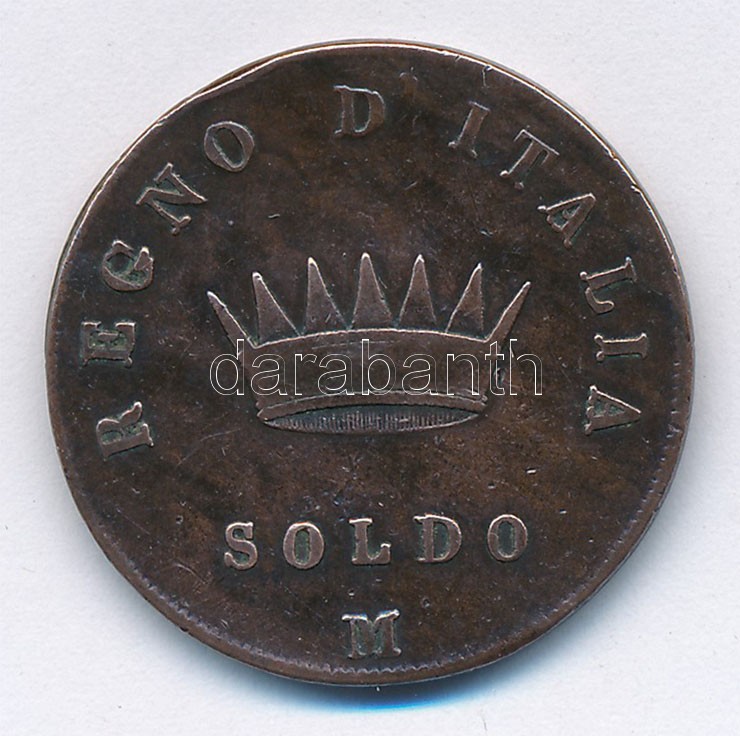 REGNO D'ITALIA
darabanth
SOLDO
M